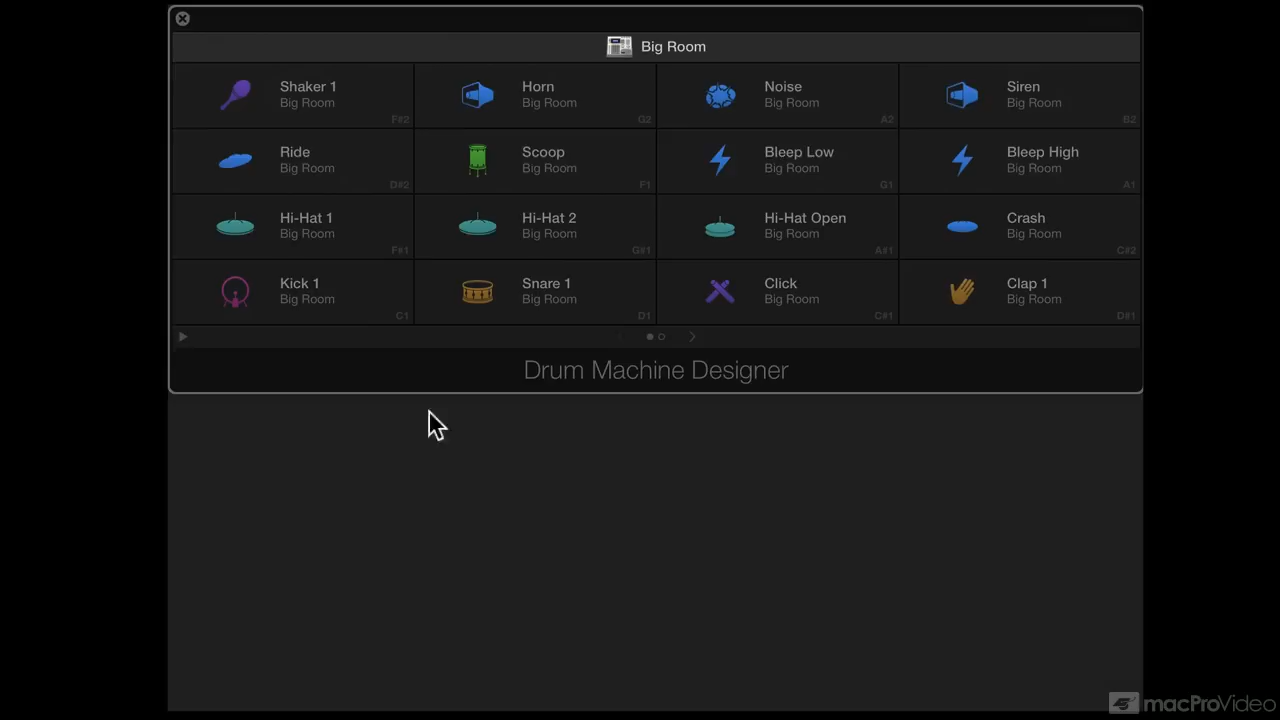 Big Room
Shaker 1
Big Room
F#2
Horn
Big Room
G2
Noise
Big Room
A2
Siren
Big Room
B2
Ride
Big Room
D#2
Scoop
Big Room
F1
Bleep Low
Big Room
G1
Bleep High
Big Room
A1
Hi-Hat 1
Big Room
F#1
Hi-Hat 2
Big Room
G#1
Hi-Hat Open
Big Room
A#1
Crash
Big Room
C#2
Kick 1
Big Room
C1
Snare 1
Big Room
D1
Click
Big Room
C#1
Clap 1
Big Room
D#1
Drum Machine Designer
macProVideo